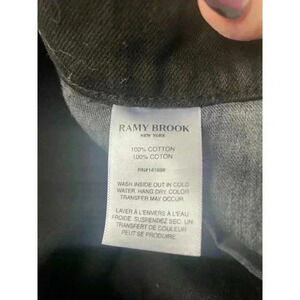 RAMY BROOK
NEW YORK
100% COTTON
100% COTON
WASH INSIDE OUT IN COLD
WATER. HANG DRY. COLOR
TRANSFER MAY OCCUR.
LAVER À L'ENVERS À L'EAU
FROIDE. SUSPENDEZ SEC. UN
TRANSFERT DE COULEUR
PEUT SE PRODUIRE.